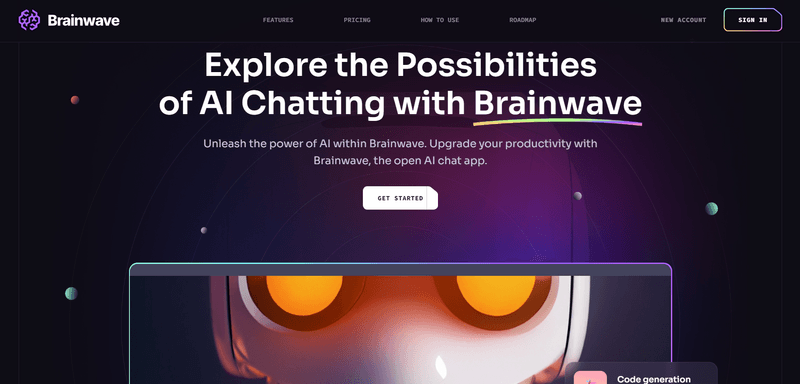 Brainwave
FEATURES
PRICING
HOW TO USE
ROADMAP
NEW ACCOUNT
SIGN IN
Explore the Possibilities
of AI Chatting with Brainwave
Unleash the power of AI within Brainwave. Upgrade your productivity with
Brainwave, the open AI chat app.
GET STARTED
Code generation